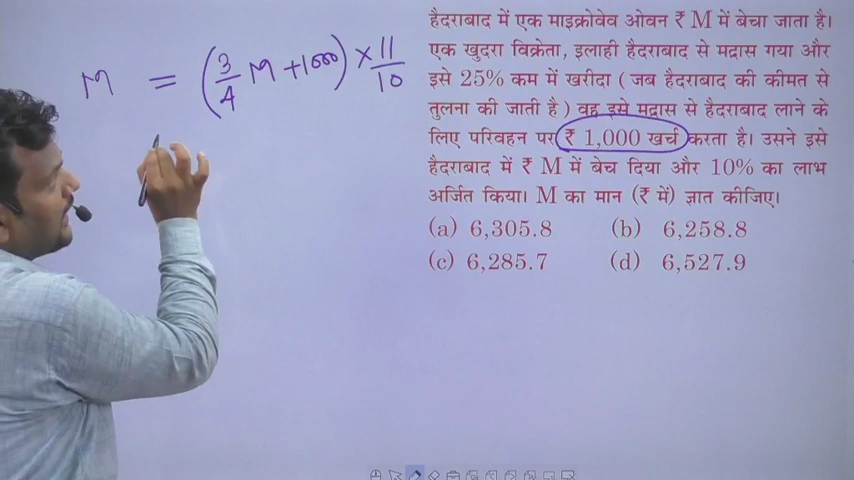 M = (3/4 M + 1000) × 11/10
हैदराबाद में एक माइक्रोवेव ओवन ₹ M में बेचा जाता है।
एक खुदरा विक्रेता, इलाही हैदराबाद से मद्रास गया और
इसे 25% कम में खरीदा ( जब हैदराबाद की कीमत से
तुलना की जाती है ) वह इसे मद्रास से हैदराबाद लाने के
लिए परिवहन पर ₹ 1,000 खर्च करता है। उसने इसे
हैदराबाद में ₹ M में बेच दिया और 10% का लाभ
अर्जित किया। M का मान (₹ में) ज्ञात कीजिए।
(a) 6,305.8 (b) 6,258.8
(c) 6,285.7 (d) 6,527.9